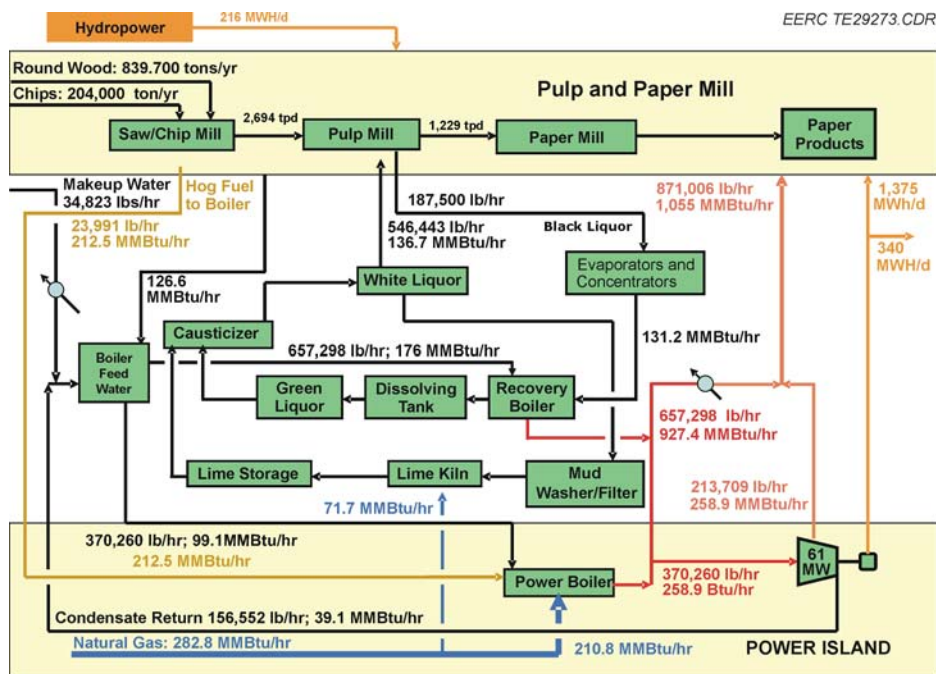 216 MWH/d
EERC TE29273.CDR
Hydropower
Round Wood: 839.700 tons/yr
Chips: 204,000 ton/yr
Pulp and Paper Mill
Saw/Chip Mill
2,694 tpd
Pulp Mill
1,229 tpd
Paper Mill
Paper
Products
Makeup Water
34,823 lbs/hr
Hog Fuel
to Boiler
23,991 lb/hr
212.5 MMBtu/hr
187,500 lb/hr
546,443 lb/hr
136.7 MMBtu/hr
Black Liquor
871,006 lb/hr
1,055 MMBtu/hr
1,375
MWh/d
340
MWH/d
126.6
MMBtu/hr
White Liquor
Evaporators and
Concentrators
Causticizer
131.2 MMBtu/hr
Boiler
Feed
Water
657,298 lb/hr; 176 MMBtu/hr
Green
Liquor
Dissolving
Tank
Recovery
Boiler
657,298 lb/hr
927.4 MMBtu/hr
Lime Storage
Lime Kiln
Mud
Washer/Filter
71.7 MMBtu/hr
213,709 lb/hr
258.9 MMBtu/hr
370,260 lb/hr; 99.1MMBtu/hr
212.5 MMBtu/hr
Power Boiler
61
MW
370,260 lb/hr
258.9 Btu/hr
Condensate Return 156,552 lb/hr; 39.1 MMBtu/hr
Natural Gas: 282.8 MMBtu/hr
210.8 MMBtu/hr
POWER ISLAND